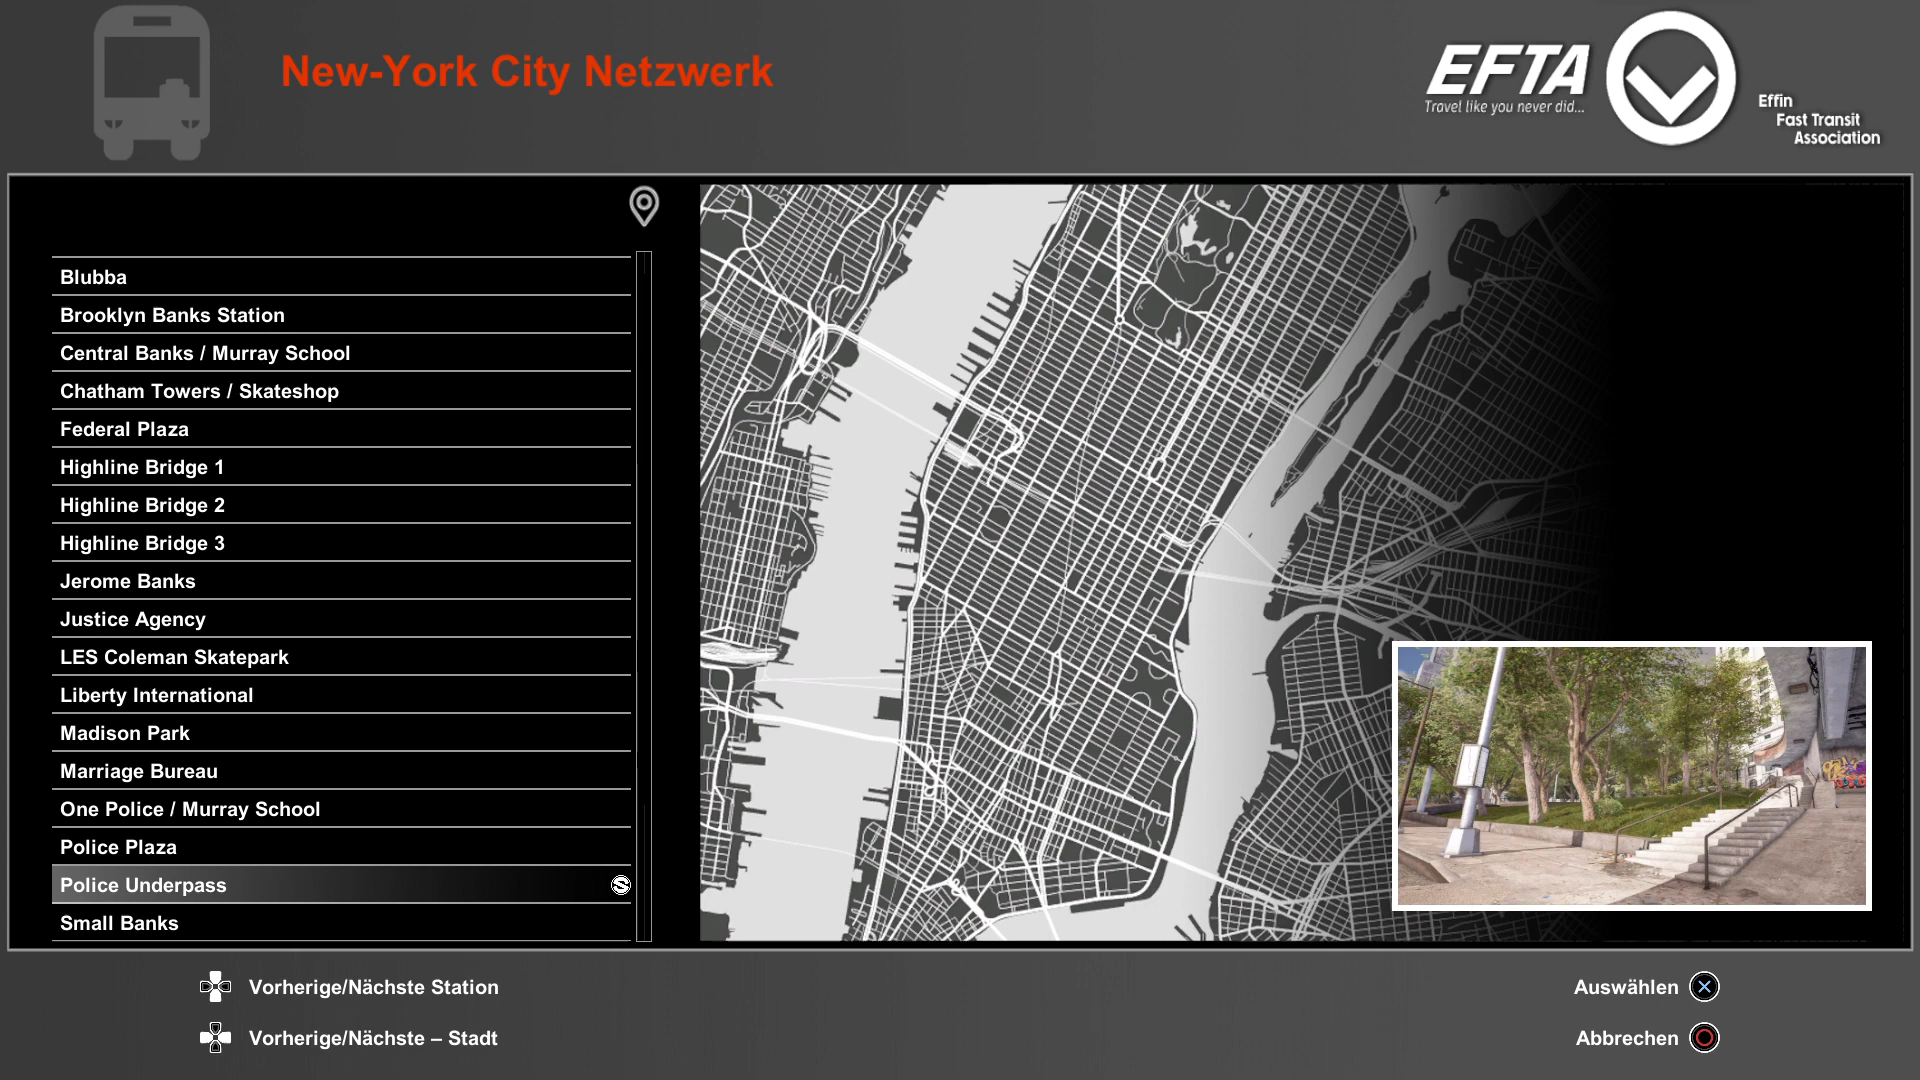 New-York City Netzwerk
EFTA
Travel like you never did...
Effin
Fast Transit
Association
Blubba
Brooklyn Banks Station
Central Banks / Murray School
Chatham Towers / Skateshop
Federal Plaza
Highline Bridge 1
Highline Bridge 2
Highline Bridge 3
Jerome Banks
Justice Agency
LES Coleman Skatepark
Liberty International
Madison Park
Marriage Bureau
One Police / Murray School
Police Plaza
Police Underpass
S
Small Banks
Vorherige/Nächste Station
Auswählen
Vorherige/Nächste – Stadt
Abbrechen